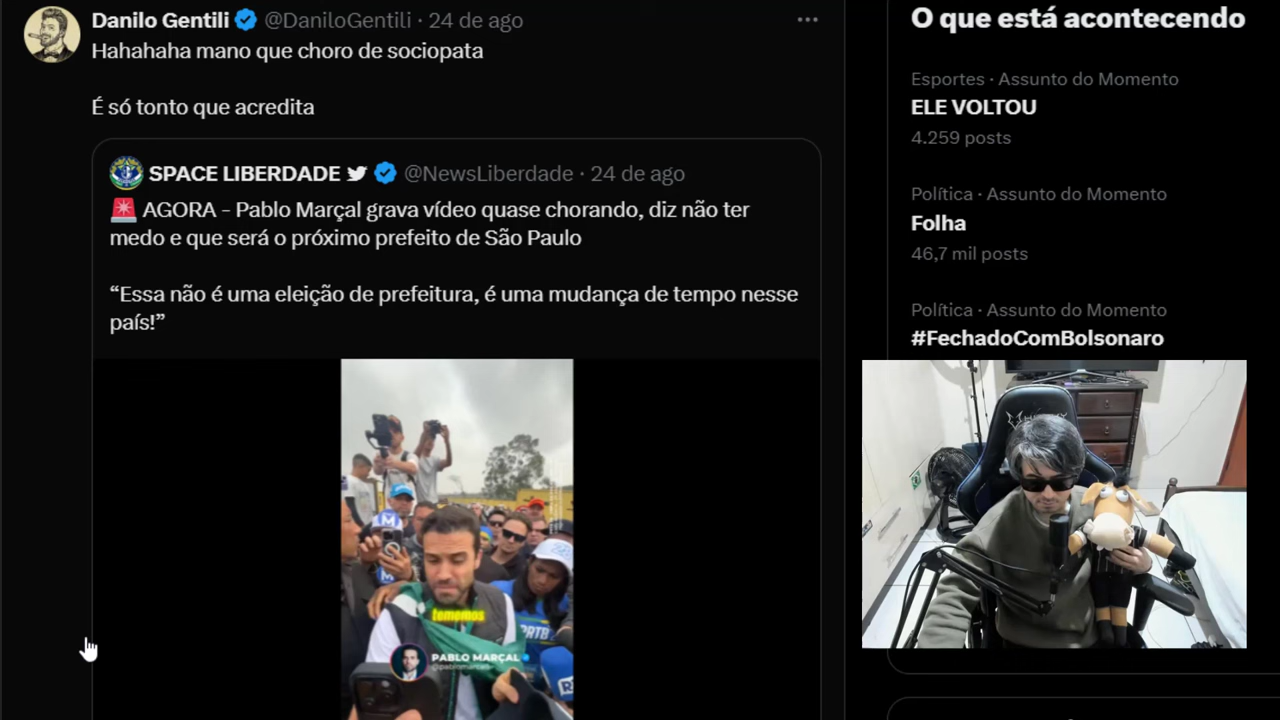 Danilo Gentili @DaniloGentili · 24 de ago
Hahahaha mano que choro de sociopata
É só tonto que acredita
SPACE LIBERDADE @NewsLiberdade · 24 de ago
AGORA - Pablo Marçal grava vídeo quase chorando, diz não ter
medo e que será o próximo prefeito de São Paulo
“Essa não é uma eleição de prefeitura, é uma mudança de tempo nesse
país!”
tememos
PABLO MARÇAL
PRTB
O que está acontecendo
Esportes · Assunto do Momento
ELE VOLTOU
4.259 posts
Política · Assunto do Momento
Folha
46,7 mil posts
Política · Assunto do Momento
#FechadoComBolsonaro